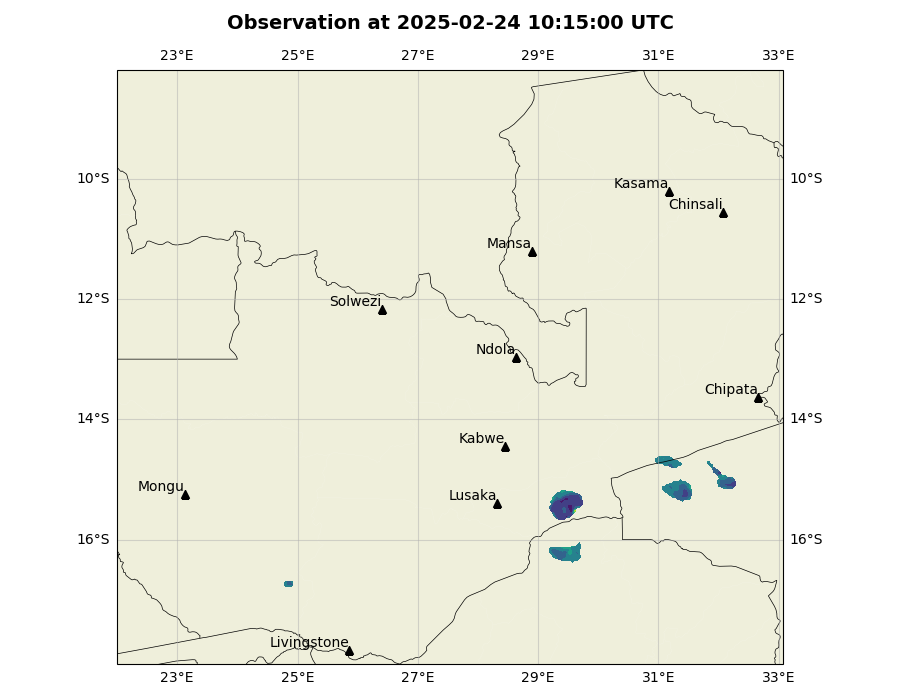 Observation at 2025-02-24 10:15:00 UTC
23°E 25°E 27°E 29°E 31°E 33°E
10°S 10°S
Kasama
Chinsali
Mansa
12°S 12°S
Solwezi
Ndola
Chipata
14°S 14°S
Kabwe
Mongu
Lusaka
16°S 16°S
Livingstone
23°E 25°E 27°E 29°E 31°E 33°E